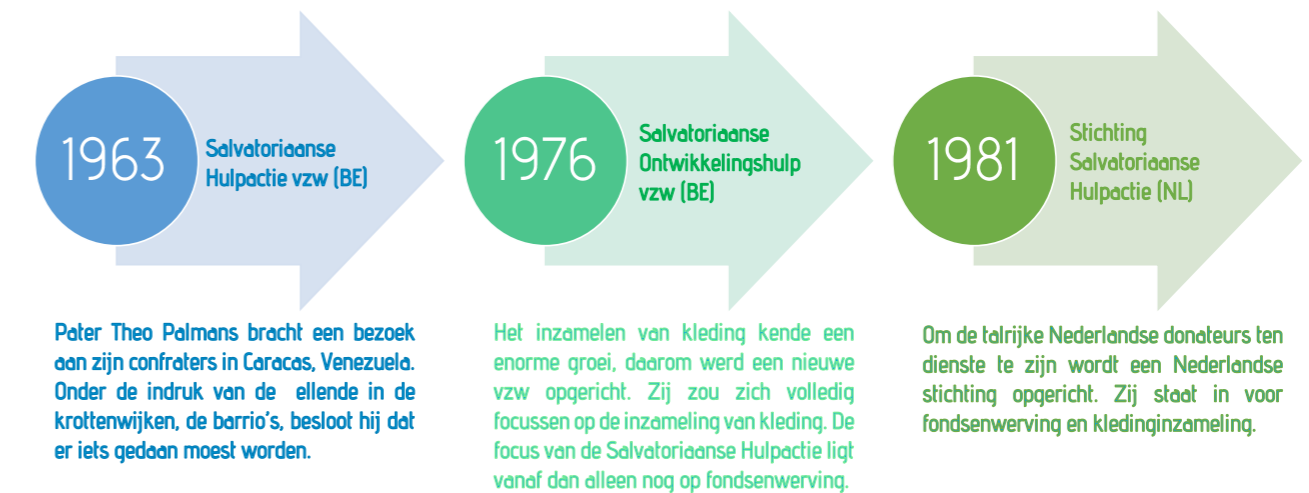 1963
Salvatoriaanse
Hulpactie vzw (BE)
Pater Theo Palmans bracht een bezoek
aan zijn confraters in Caracas, Venezuela.
Onder de indruk van de ellende in de
krottenwijken, de barrio's, besloot hij dat
er iets gedaan moest worden.
1976
Salvatoriaanse
Ontwikkelingshulp
vzw (BE)
Het inzamelen van kleding kende een
enorme groei, daarom werd een nieuwe
vzw opgericht. Zij zou zich volledig
focussen op de inzameling van kleding. De
focus van de Salvatoriaanse Hulpactie ligt
vanaf dan alleen nog op fondsenwerving.
1981
Stichting
Salvatoriaanse
Hulpactie (NL)
Om de talrijke Nederlandse donateurs ten
dienste te zijn wordt een Nederlandse
stichting opgericht. Zij staat in voor
fondsenwerving en kledinginzameling.